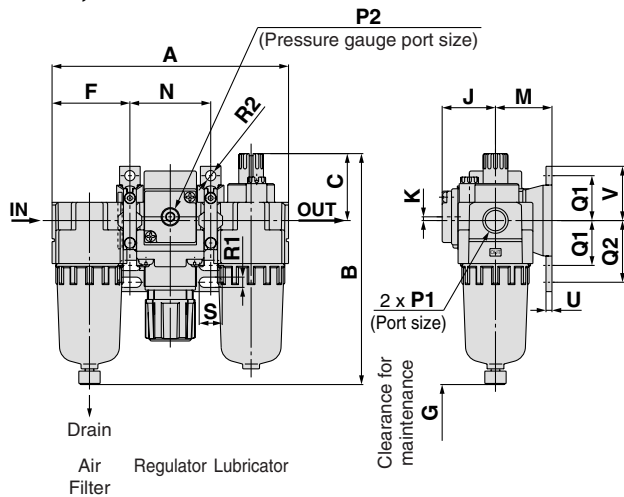 P2
(Pressure gauge port size)
A
F
N
R2
J
M
C
K
Q1
V
IN
OUT
B
R1
Q1
Q2
S
2 x P1
(Port size)
U
Clearance for
maintenance
G
Drain
Air
Filter
Regulator
Lubricator